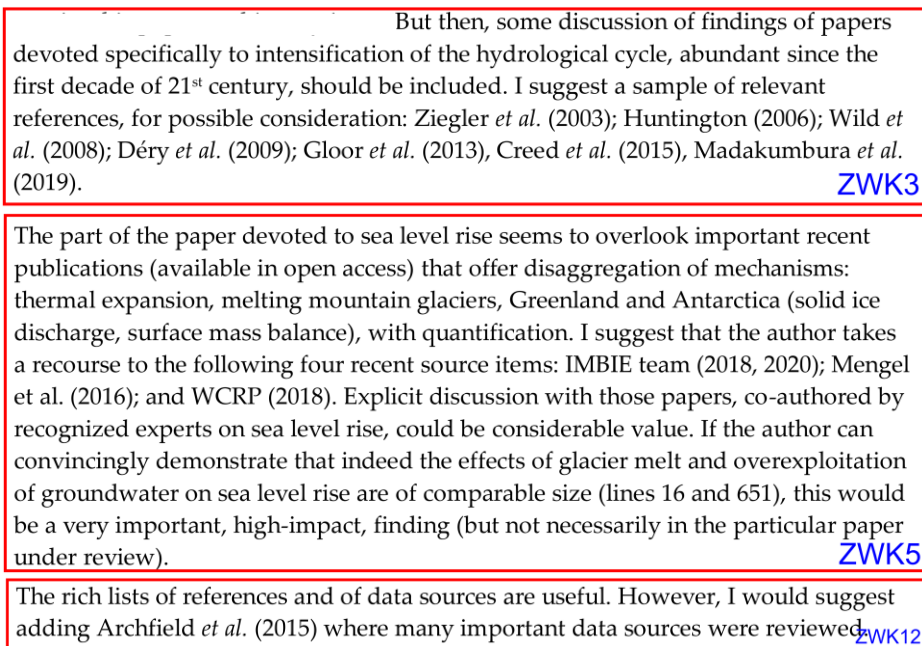 But then, some discussion of findings of papers
devoted specifically to intensification of the hydrological cycle, abundant since the
first decade of 21st century, should be included. I suggest a sample of relevant
references, for possible consideration: Ziegler et al. (2003); Huntington (2006); Wild et
al. (2008); Déry et al. (2009); Gloor et al. (2013), Creed et al. (2015), Madakumbura et al.
(2019).
ZWK3
The part of the paper devoted to sea level rise seems to overlook important recent
publications (available in open access) that offer disaggregation of mechanisms:
thermal expansion, melting mountain glaciers, Greenland and Antarctica (solid ice
discharge, surface mass balance), with quantification. I suggest that the author takes
a recourse to the following four recent source items: IMBIE team (2018, 2020); Mengel
et al. (2016); and WCRP (2018). Explicit discussion with those papers, co-authored by
recognized experts on sea level rise, could be considerable value. If the author can
convincingly demonstrate that indeed the effects of glacier melt and overexploitation
of groundwater on sea level rise are of comparable size (lines 16 and 651), this would
be a very important, high-impact, finding (but not necessarily in the particular paper
under review).
ZWK5
The rich lists of references and of data sources are useful. However, I would suggest
adding Archfield et al. (2015) where many important data sources were reviewed.
ZWK12